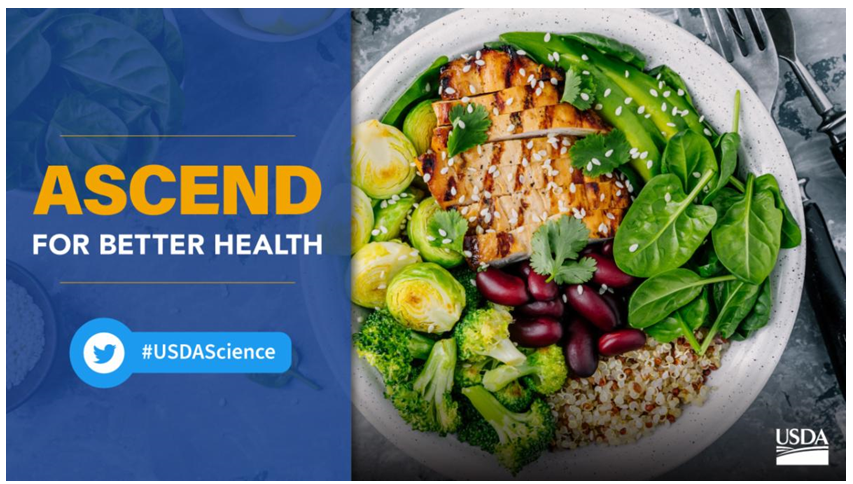 ASCEND
FOR BETTER HEALTH
#USDAScience
USDA